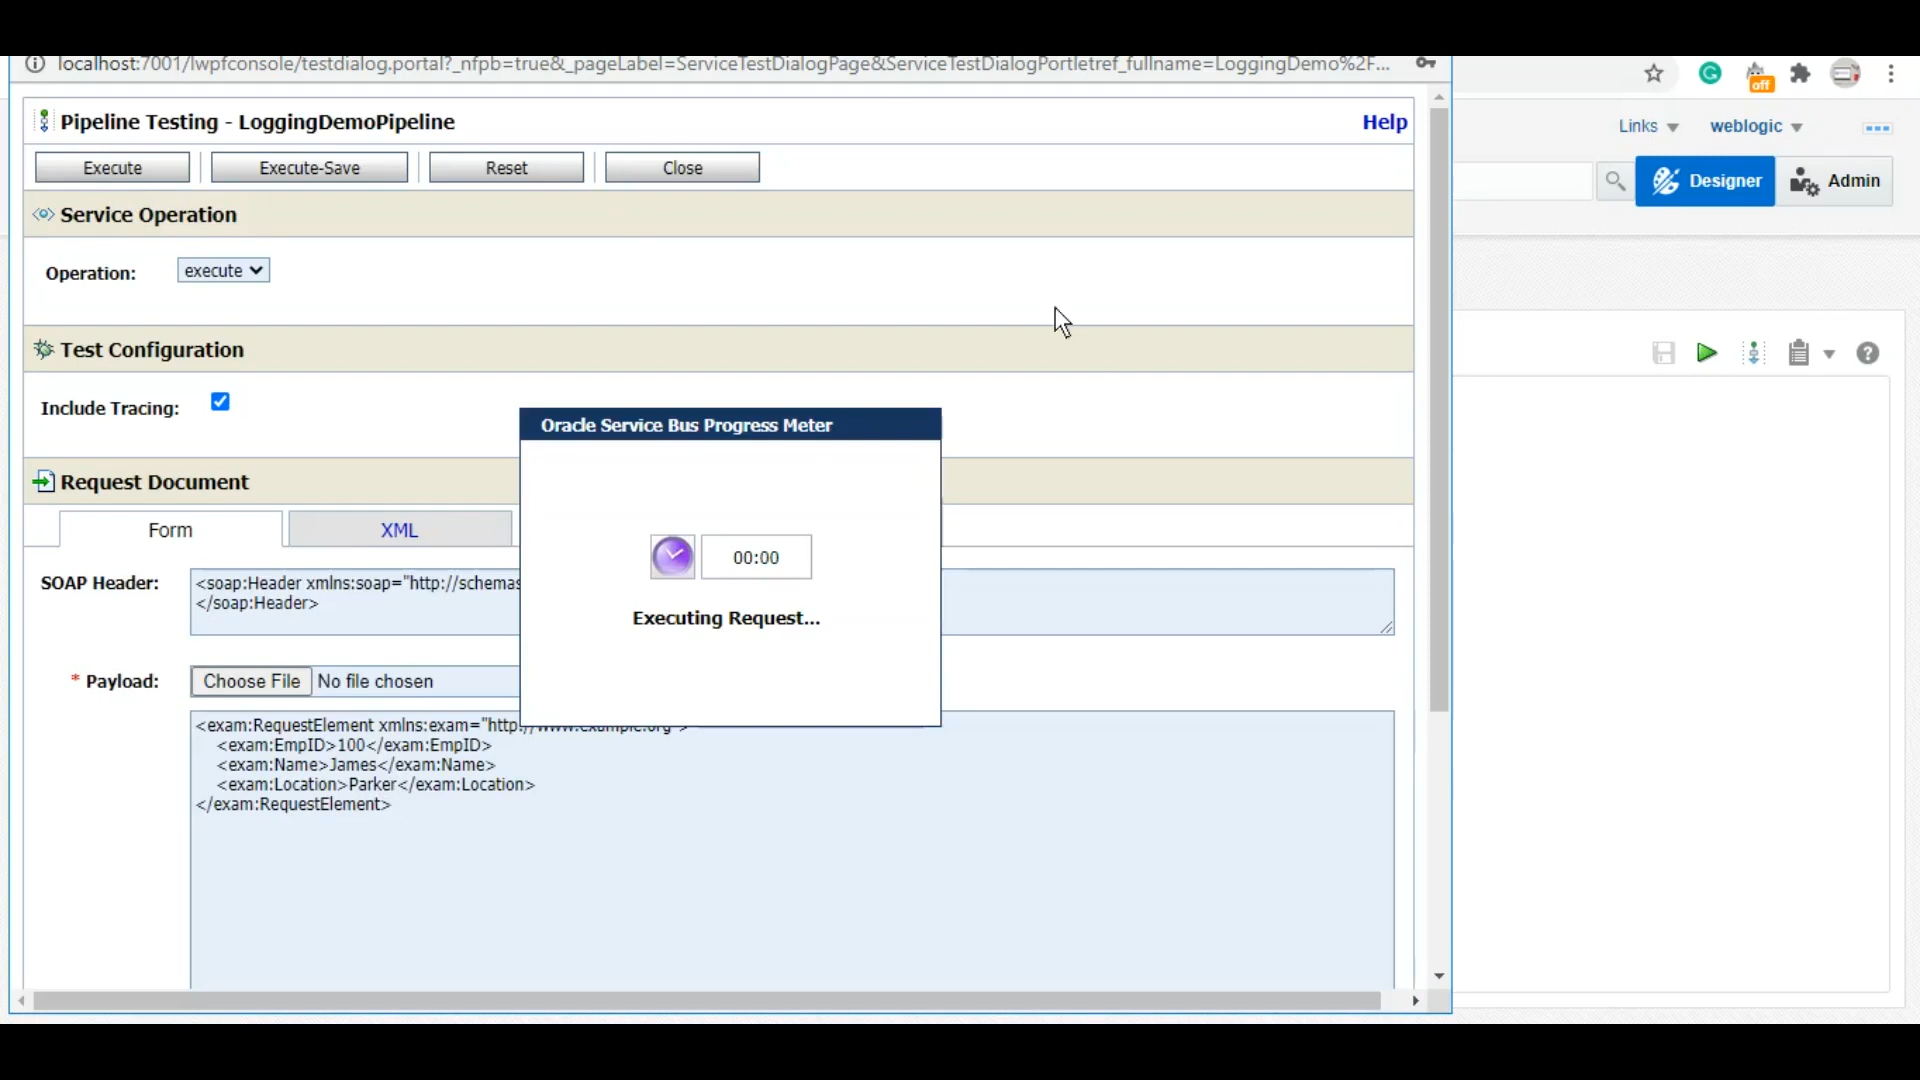 localhost:7001/lwpfconsole/testdialog.portal?_nfpb=true&_pageLabel=ServiceTestDialogPage&ServiceTestDialogPortletref_fullname=LoggingDemo%2F...
off
Pipeline Testing - LoggingDemoPipeline
Help
Links
weblogic
Execute
Execute-Save
Reset
Close
Designer
Admin
Service Operation
Operation:
execute
Test Configuration
Include Tracing:
Oracle Service Bus Progress Meter
Request Document
Form
XML
00:00
Executing Request...
SOAP Header:
<soap:Header xmlns:soap="http://schemas
</soap:Header>
* Payload:
Choose File
No file chosen
<exam:RequestElement xmlns:exam="http://www.example.org">
<exam:EmpID>100</exam:EmpID>
<exam:Name>James</exam:Name>
<exam:Location>Parker</exam:Location>
</exam:RequestElement>